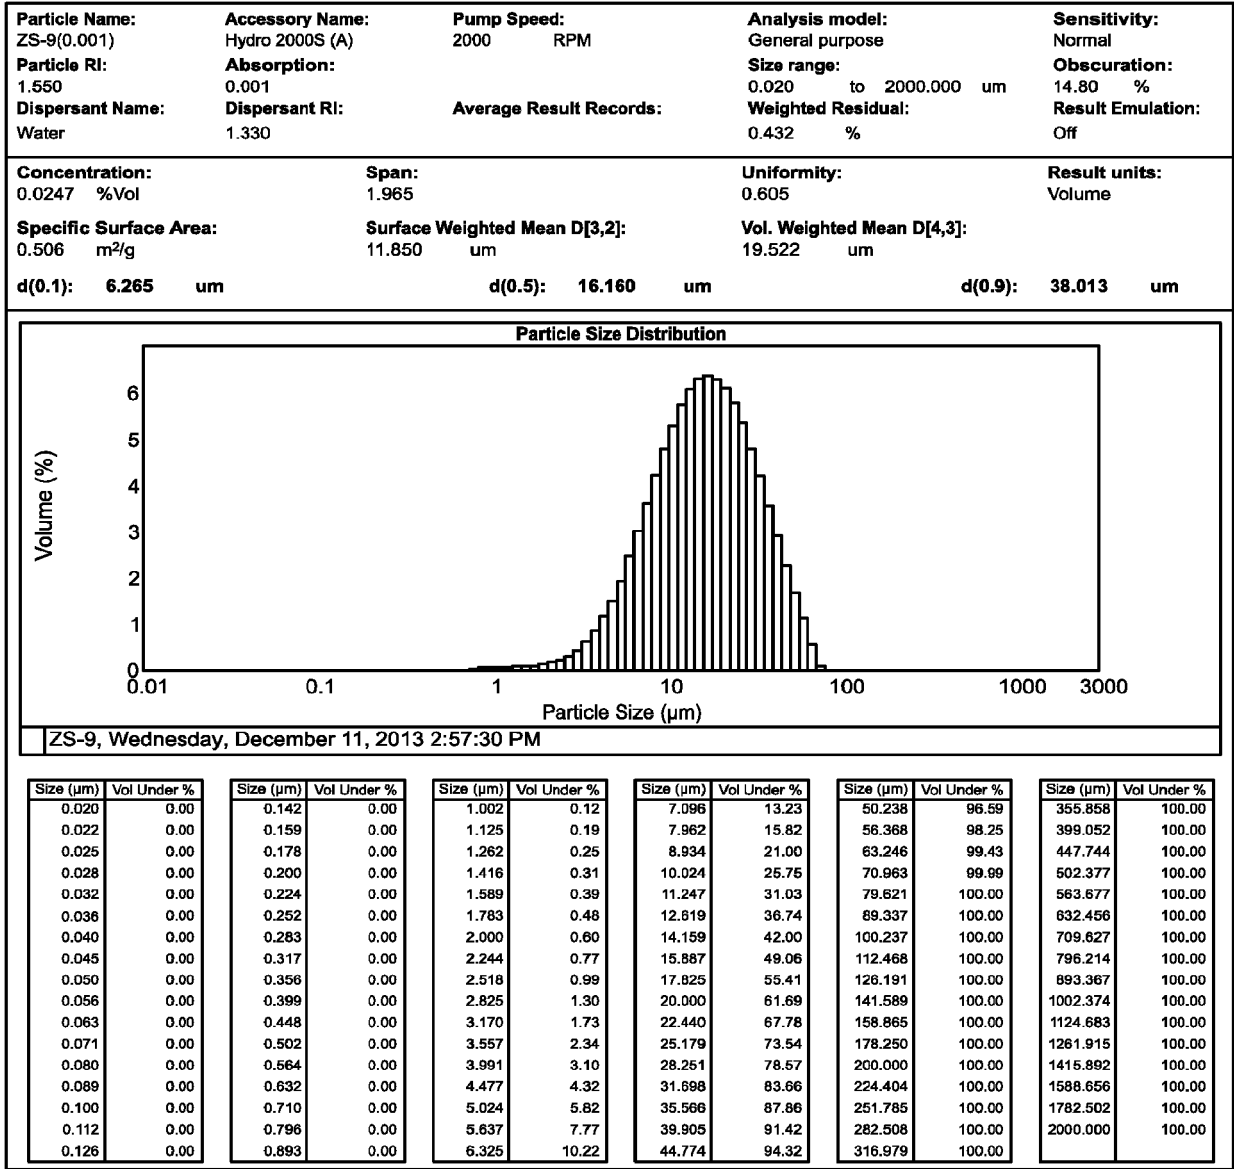 Particle Name: Accessory Name: Pump Speed: Analysis model: Sensitivity:
ZS-9(0.001) Hydro 2000S (A) 2000 RPM General purpose Normal
Particle RI: Absorption: Size range: Obscuration:
1.550 0.001 0.020 to 2000.000 um 14.80 %
Dispersant Name: Dispersant RI: Average Result Records: Weighted Residual: Result Emulation:
Water 1.330 0.432 % Off
Concentration: Span: Uniformity: Result units:
0.0247 %Vol 1.965 0.605 Volume
Specific Surface Area: Surface Weighted Mean D[3,2]: Vol. Weighted Mean D[4,3]:
0.506 m²/g 11.850 um 19.522 um
d(0.1): 6.265 um d(0.5): 16.160 um d(0.9): 38.013 um
Particle Size Distribution
Volume (%)
6
5
4
3
2
1
0
0.01 0.1 1 10 100 1000 3000
Particle Size (µm)
ZS-9, Wednesday, December 11, 2013 2:57:30 PM
Size (µm) Vol Under % Size (µm) Vol Under % Size (µm) Vol Under % Size (µm) Vol Under % Size (µm) Vol Under % Size (µm) Vol Under %
0.020 0.00 0.142 0.00 1.002 0.12 7.096 13.23 50.238 96.59 355.858 100.00
0.022 0.00 0.159 0.00 1.125 0.19 7.962 15.82 56.368 98.25 399.052 100.00
0.025 0.00 0.178 0.00 1.262 0.25 8.934 21.00 63.246 99.43 447.744 100.00
0.028 0.00 0.200 0.00 1.416 0.31 10.024 25.75 70.963 99.99 502.377 100.00
0.032 0.00 0.224 0.00 1.589 0.39 11.247 31.03 79.621 100.00 563.677 100.00
0.036 0.00 0.252 0.00 1.783 0.48 12.619 36.74 89.337 100.00 632.456 100.00
0.040 0.00 0.283 0.00 2.000 0.60 14.159 42.00 100.237 100.00 709.627 100.00
0.045 0.00 0.317 0.00 2.244 0.77 15.887 49.06 112.468 100.00 796.214 100.00
0.050 0.00 0.356 0.00 2.518 0.99 17.825 55.41 126.191 100.00 893.367 100.00
0.056 0.00 0.399 0.00 2.825 1.30 20.000 61.69 141.589 100.00 1002.374 100.00
0.063 0.00 0.448 0.00 3.170 1.73 22.440 67.78 158.865 100.00 1124.683 100.00
0.071 0.00 0.502 0.00 3.557 2.34 25.179 73.54 178.250 100.00 1261.915 100.00
0.080 0.00 0.564 0.00 3.991 3.10 28.251 78.57 200.000 100.00 1415.892 100.00
0.089 0.00 0.632 0.00 4.477 4.32 31.698 83.66 224.404 100.00 1588.656 100.00
0.100 0.00 0.710 0.00 5.024 5.82 35.566 87.86 251.785 100.00 1782.502 100.00
0.112 0.00 0.796 0.00 5.637 7.77 39.905 91.42 282.508 100.00 2000.000 100.00
0.126 0.00 0.893 0.00 6.325 10.22 44.774 94.32 316.979 100.00